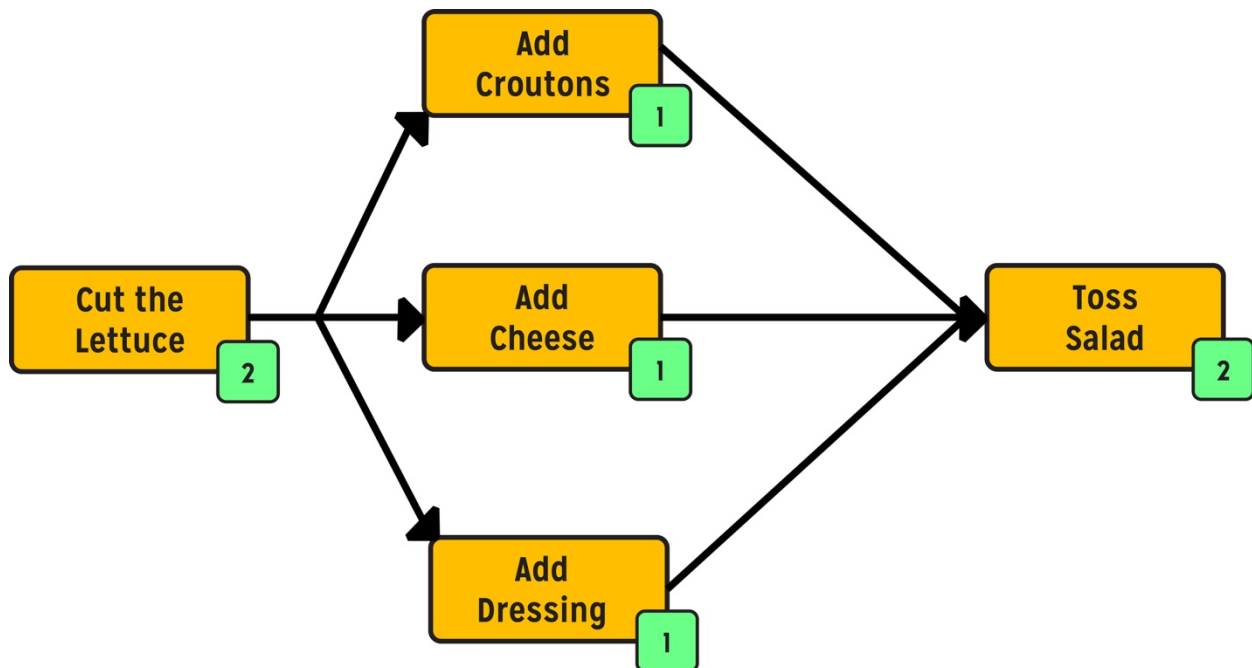 Add
Croutons
1
Cut the
Lettuce
2
Add
Cheese
1
Toss
Salad
2
Add
Dressing
1